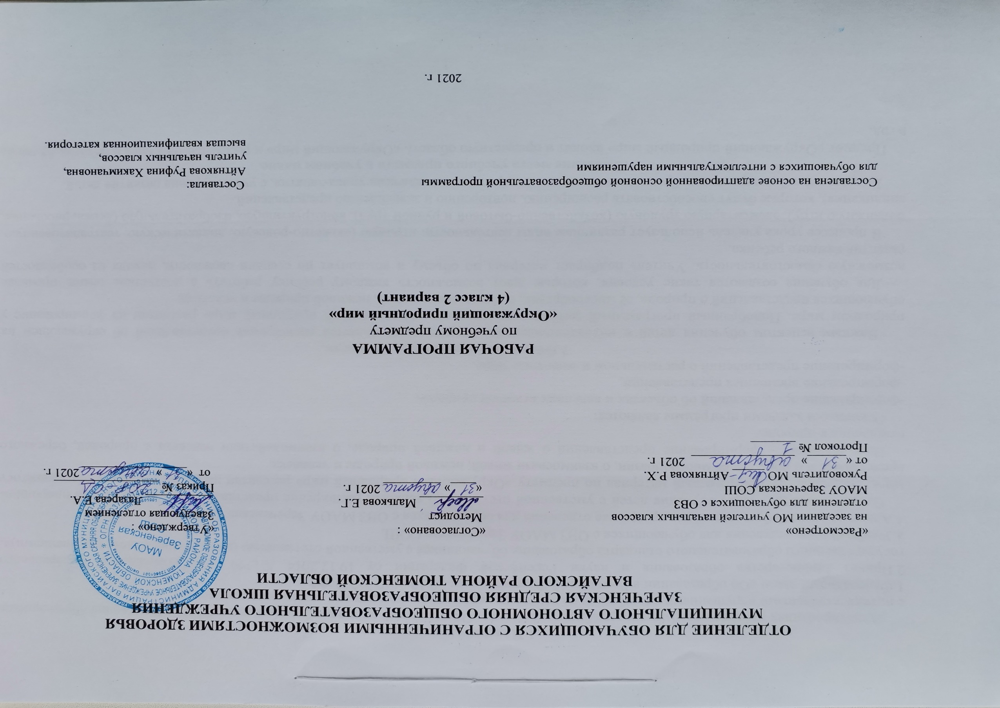 ОТДЕЛЕНИЕ ДЛЯ ОБУЧАЮЩИХСЯ С ОГРАНИЧЕННЫМИ ВОЗМОЖНОСТЯМИ ЗДОРОВЬЯ
МУНИЦИПАЛЬНОГО АВТОНОМНОГО ОБЩЕОБРАЗОВАТЕЛЬНОГО УЧРЕЖДЕНИЯ
ЗАРЕЧЕНСКАЯ СРЕДНЯЯ ОБЩЕОБРАЗОВАТЕЛЬНАЯ ШКОЛА
ВАГАЙСКОГО РАЙОНА ТЮМЕНСКОЙ ОБЛАСТИ
«Рассмотрено»
на заседании МО учителей начальных классов
отделения для обучающихся с ОВЗ
МАОУ Зареченская СОШ
Руководитель МО Айтнякова Р.Х.
от «31» августа 2021 г.
Протокол № 1
«Согласовано» :
Методист
Малькова Е.Г.
«31» августа 2021 г.
«Утверждено» :
Заведующая отделением
Лазарева Е.А.
Приказ №
от «31» августа 2021 г.
МАОУ
Зареченская
СОШ
РАБОЧАЯ ПРОГРАММА
по учебному предмету
«Окружающий природный мир»
(4 класс 2 вариант)
Составлена на основе адаптированной основной общеобразовательной программы
для обучающихся с интеллектуальными нарушениями
Составила:
Айтнякова Руфина Хакимчановна,
учитель начальных классов,
высшая квалификационная категория.
2021 г.